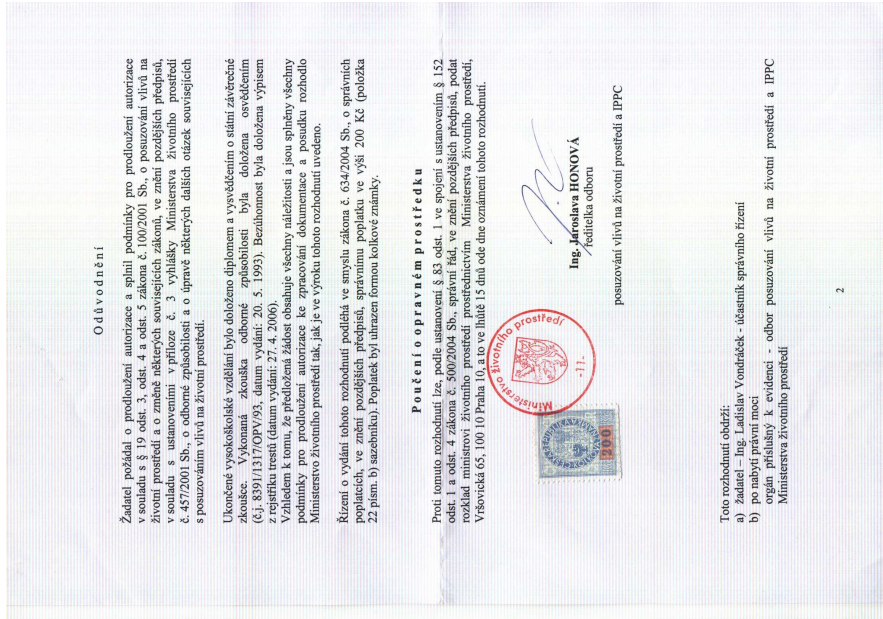 Odůvodnění
Žadatel požádal o prodloužení autorizace a splnil podmínky pro prodloužení autorizace
v souladu s § 19 odst. 3, odst. 4 a odst. 5 zákona č. 100/2001 Sb., o posuzování vlivů na
životní prostředí a o změně některých souvisejících zákonů, ve znění pozdějších předpisů,
v souladu s ustanoveními v příloze č. 3 vyhlášky Ministerstva životního prostředí
č. 457/2001 Sb., o odborné způsobilosti a o úpravě některých dalších otázek souvisejících
s posuzováním vlivů na životní prostředí.
Ukončené vysokoškolské vzdělání bylo doloženo diplomem a vysvědčením o státní závěrečné
zkoušce. Vykonaná zkouška odborné způsobilosti byla doložena osvědčením
(č.j. 8391/1317/OPV/93, datum vydání: 20. 5. 1993). Bezúhonnost byla doložena výpisem
z rejstříku trestů (datum vydání: 27. 4. 2006).
Vzhledem k tomu, že předložená žádost obsahuje všechny náležitosti a jsou splněny všechny
podmínky pro prodloužení autorizace ke zpracování dokumentace a posudku rozhodlo
Ministerstvo životního prostředí tak, jak je ve výroku tohoto rozhodnutí uvedeno.
Řízení o vydání tohoto rozhodnutí podléhá ve smyslu zákona č. 634/2004 Sb., o správních
poplatcích, ve znění pozdějších předpisů, správnímu poplatku ve výši 200 Kč (položka
22 písm. b) sazebníku). Poplatek byl uhrazen formou kolkové známky.
Poučení o opravném prostředku
Proti tomuto rozhodnutí lze, podle ustanovení § 83 odst. 1 ve spojení s ustanovením § 152
odst. 1 a odst. 4 zákona č. 500/2004 Sb., správní řád, ve znění pozdějších předpisů, podat
rozklad ministrovi životního prostředí prostřednictvím Ministerstva životního prostředí,
Vršovická 65, 100 10 Praha 10, a to ve lhůtě 15 dnů ode dne oznámení tohoto rozhodnutí.
Ministerstvo životního prostředí
-11-
200
Ing. Jaroslava HONOVÁ
ředitelka odboru
posuzování vlivů na životní prostředí a IPPC
Toto rozhodnutí obdrží:
a) žadatel – Ing. Ladislav Vondráček - účastník správního řízení
b) po nabytí právní moci
orgán příslušný k evidenci - odbor posuzování vlivů na životní prostředí a IPPC
Ministerstva životního prostředí
2